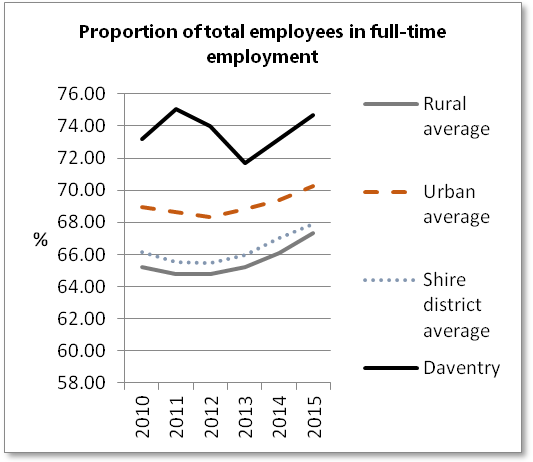 Proportion of total employees in full-time
employment
76.00
74.00
72.00
70.00
68.00
66.00
64.00
62.00
60.00
58.00
%
2010
2011
2012
2013
2014
2015
Rural
average
Urban
average
Shire
district
average
Daventry